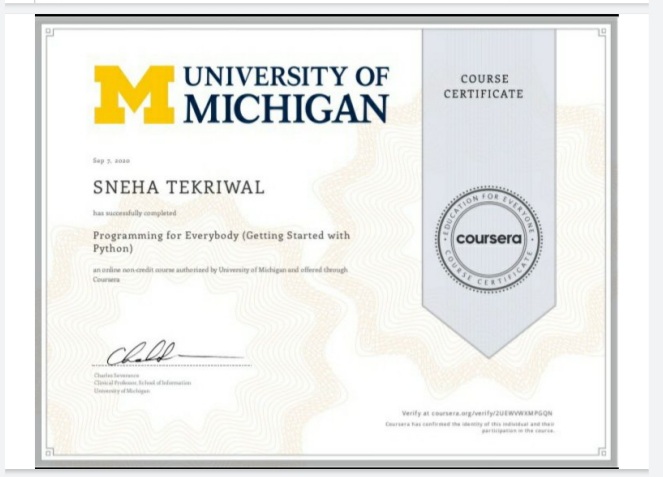 UNIVERSITY OF
MICHIGAN
COURSE
CERTIFICATE
Sep 7, 2020
SNEHA TEKRIWAL
has successfully completed
Programming for Everybody (Getting Started with
Python)
an online non-credit course authorized by University of Michigan and offered through
Coursera
EDUCATION FOR EVERYONE
coursera
COURSE CERTIFICATE
Charles Severance
Clinical Professor, School of Information
University of Michigan
Verify at coursera.org/verify/
Coursera has confirmed the identity of this individual and their
participation in the course.